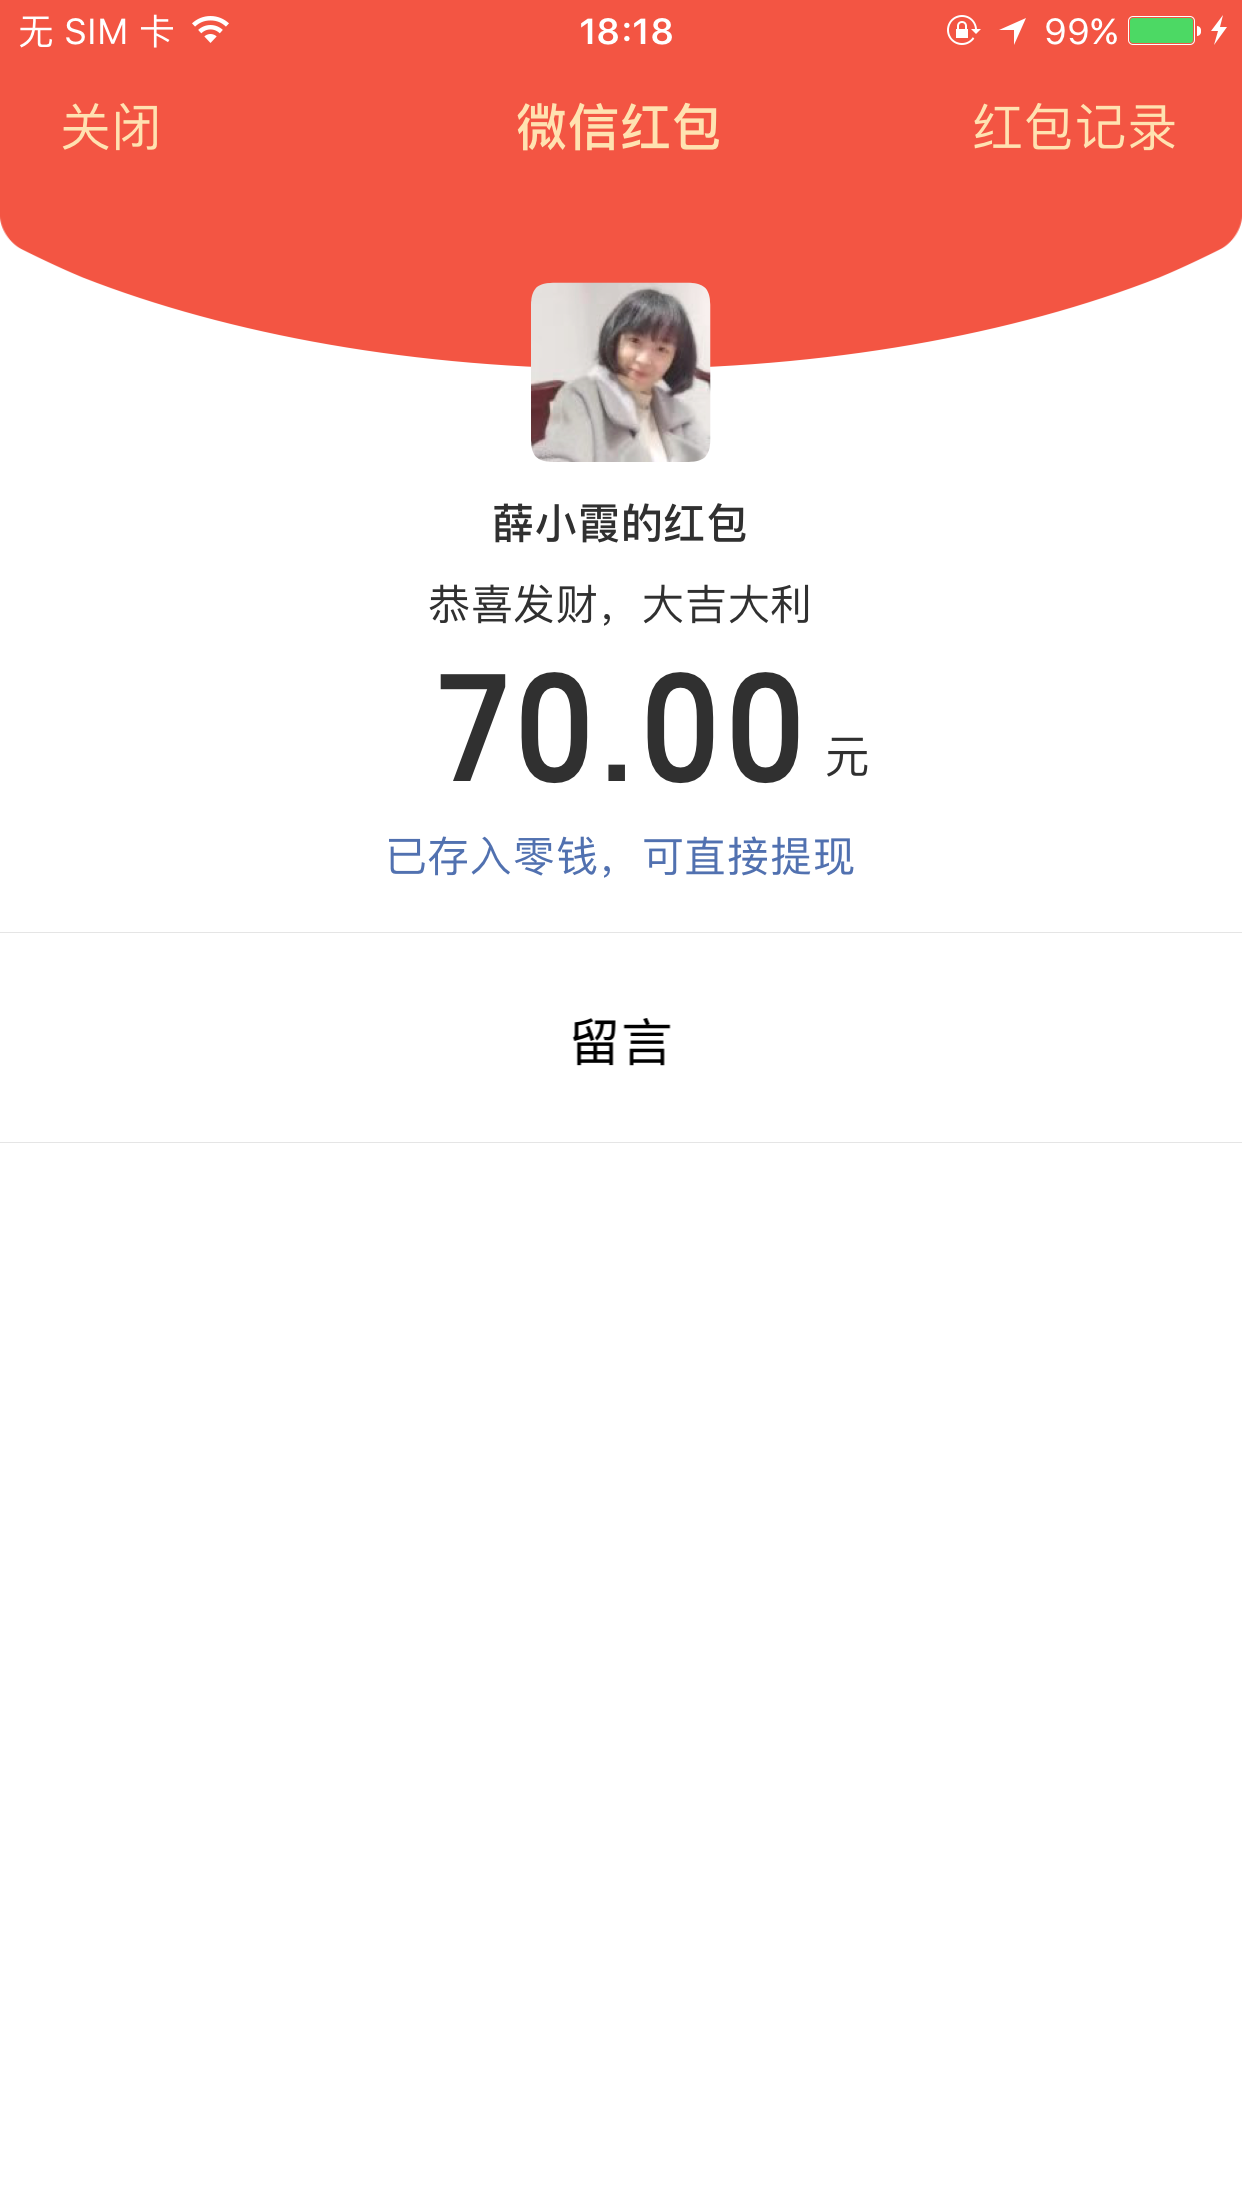 无 SIM 卡 18:18 99%
关闭 微信红包 红包记录
薛小霞的红包
恭喜发财，大吉大利
70.00 元
已存入零钱，可直接提现
留言